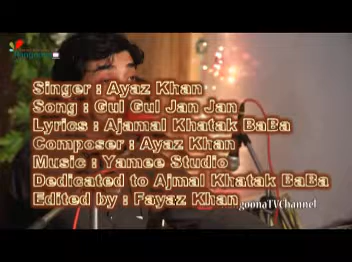 Singer : Ayaz Khan
Song : Gul Gul Jan Jan
Lyrics : Ajamal Khatak BaBa
Composer : Ayaz Khan
Music : Yamee Studio
Dedicated to Ajmal Khatak BaBa
Edited by : Fayaz Khan
goonaTVChannel